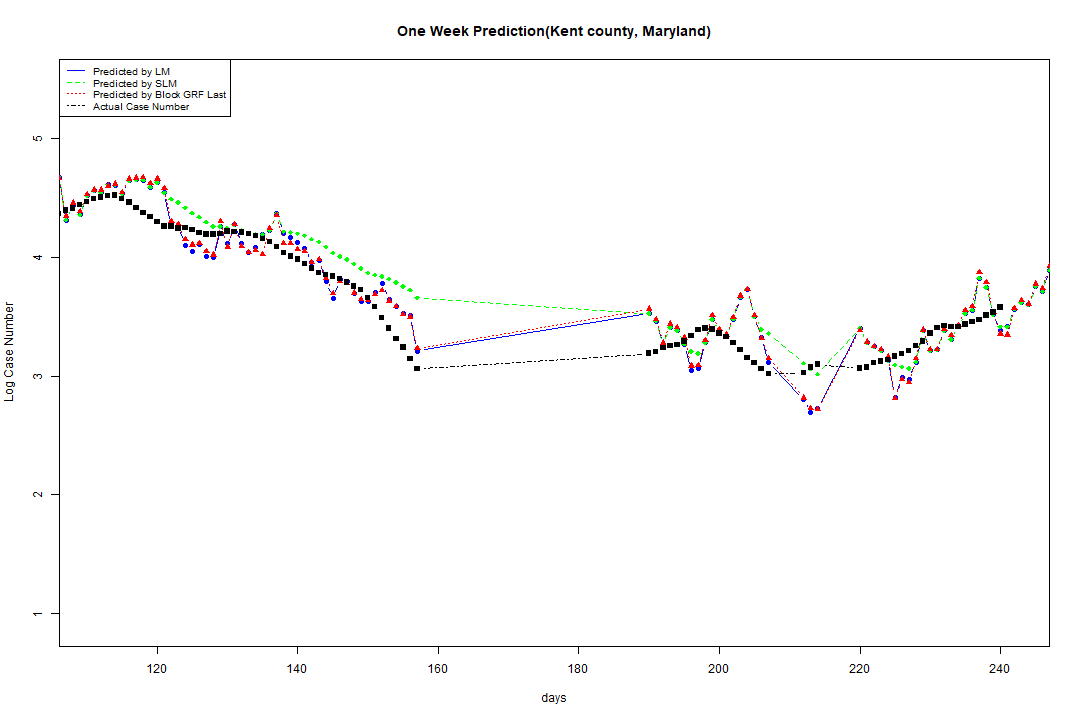 One Week Prediction(Kent county, Maryland)
Predicted by LM
Predicted by SLM
Predicted by Block GRF Last
Actual Case Number
5
4
3
2
1
Log Case Number
120 140 160 180 200 220 240
days